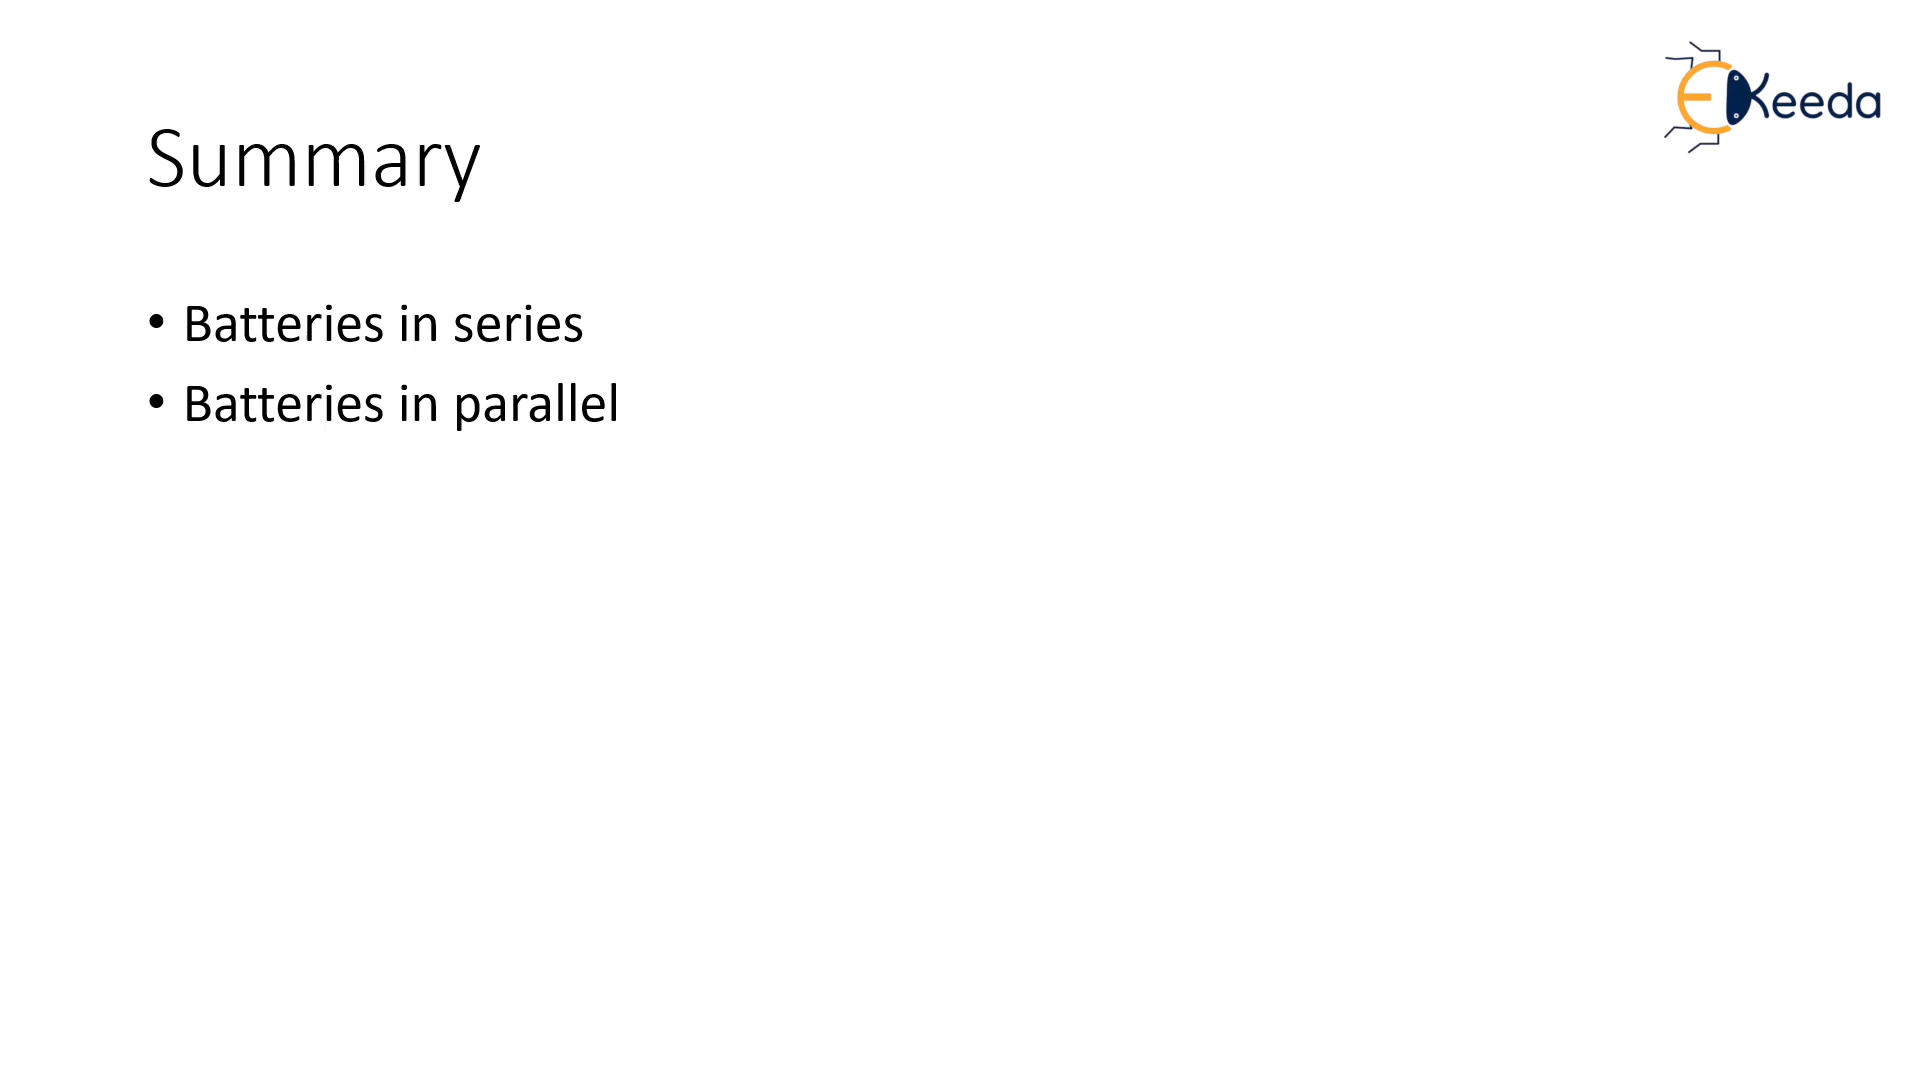 EKeeda
Summary
• Batteries in series
• Batteries in parallel